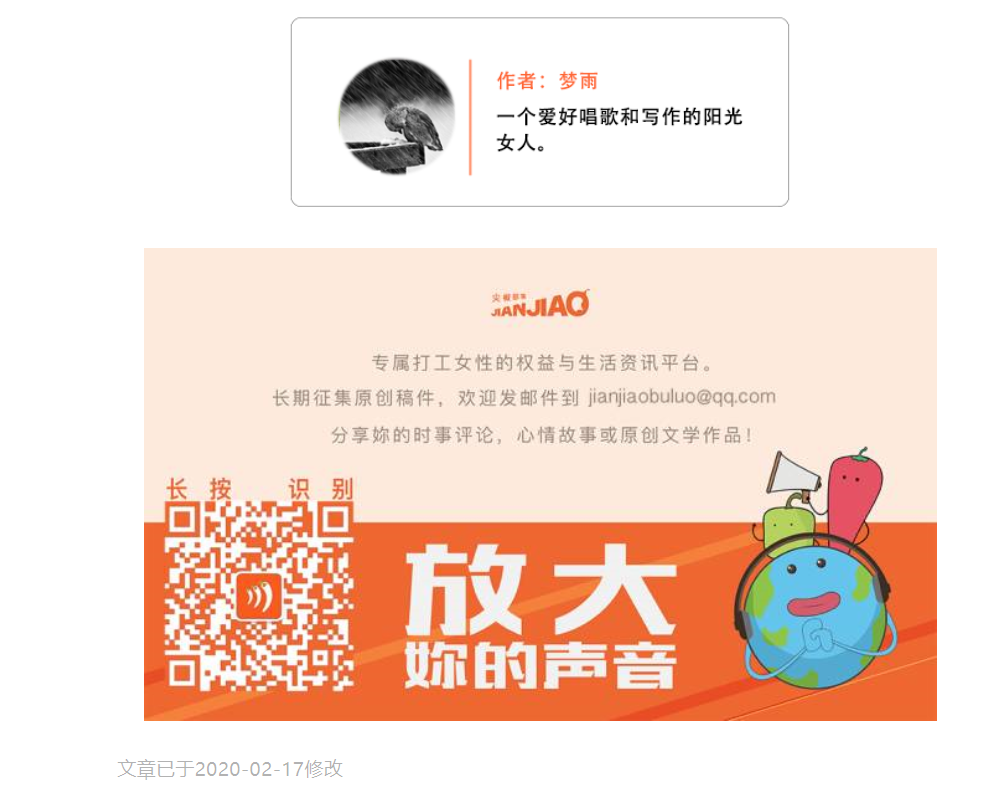 作者：梦雨
一个爱好唱歌和写作的阳光
女人。
尖椒部落
JIANJIAO
专属打工女性的权益与生活资讯平台。
长期征集原创稿件，欢迎发邮件到 jianjiaobuluo@qq.com
分享妳的时事评论，心情故事或原创文学作品！
长按 识别
放大
妳的声音
文章已于2020-02-17修改